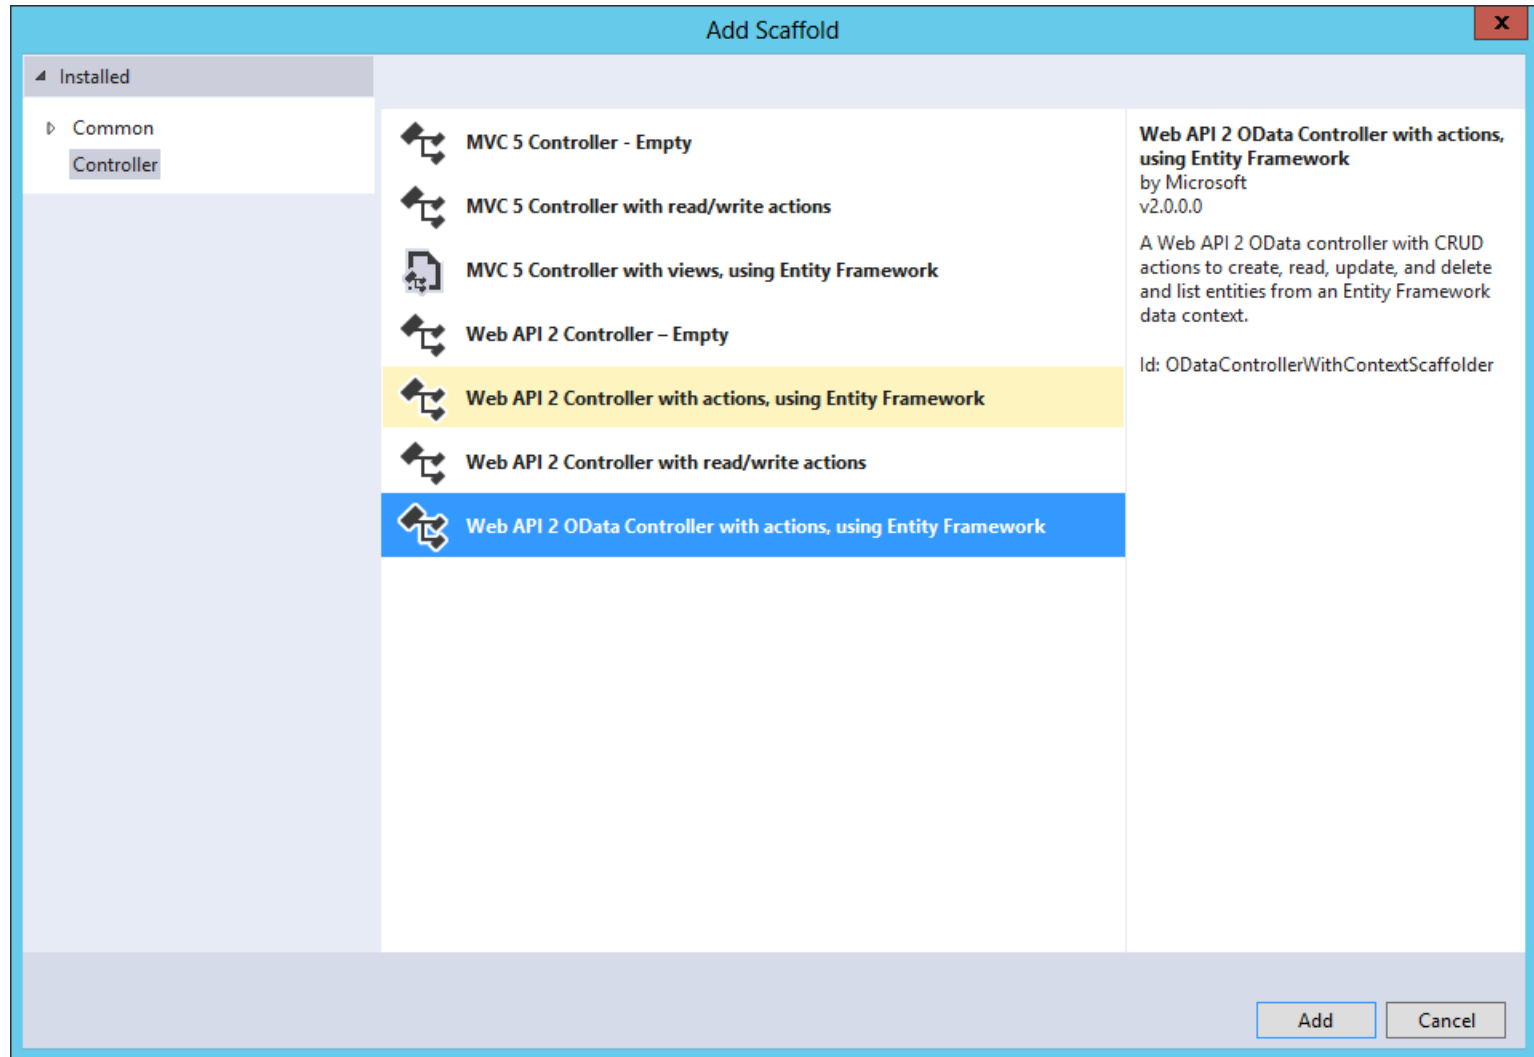 Add Scaffold
x
Installed
Common
Controller
MVC 5 Controller - Empty
MVC 5 Controller with read/write actions
MVC 5 Controller with views, using Entity Framework
Web API 2 Controller – Empty
Web API 2 Controller with actions, using Entity Framework
Web API 2 Controller with read/write actions
Web API 2 OData Controller with actions, using Entity Framework
Web API 2 OData Controller with actions,
using Entity Framework
by Microsoft
v2.0.0.0
A Web API 2 OData controller with CRUD
actions to create, read, update, and delete
and list entities from an Entity Framework
data context.
Id: ODataControllerWithContextScaffolder
Add
Cancel